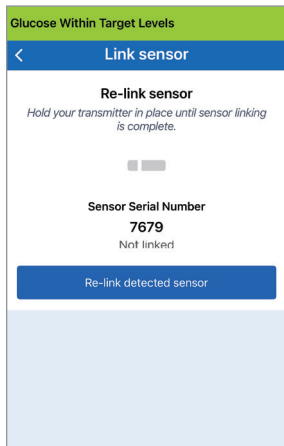 Glucose Within Target Levels
Link sensor
Re-link sensor
Hold your transmitter in place until sensor linking
is complete.
Sensor Serial Number
7679
Not linked
Re-link detected sensor